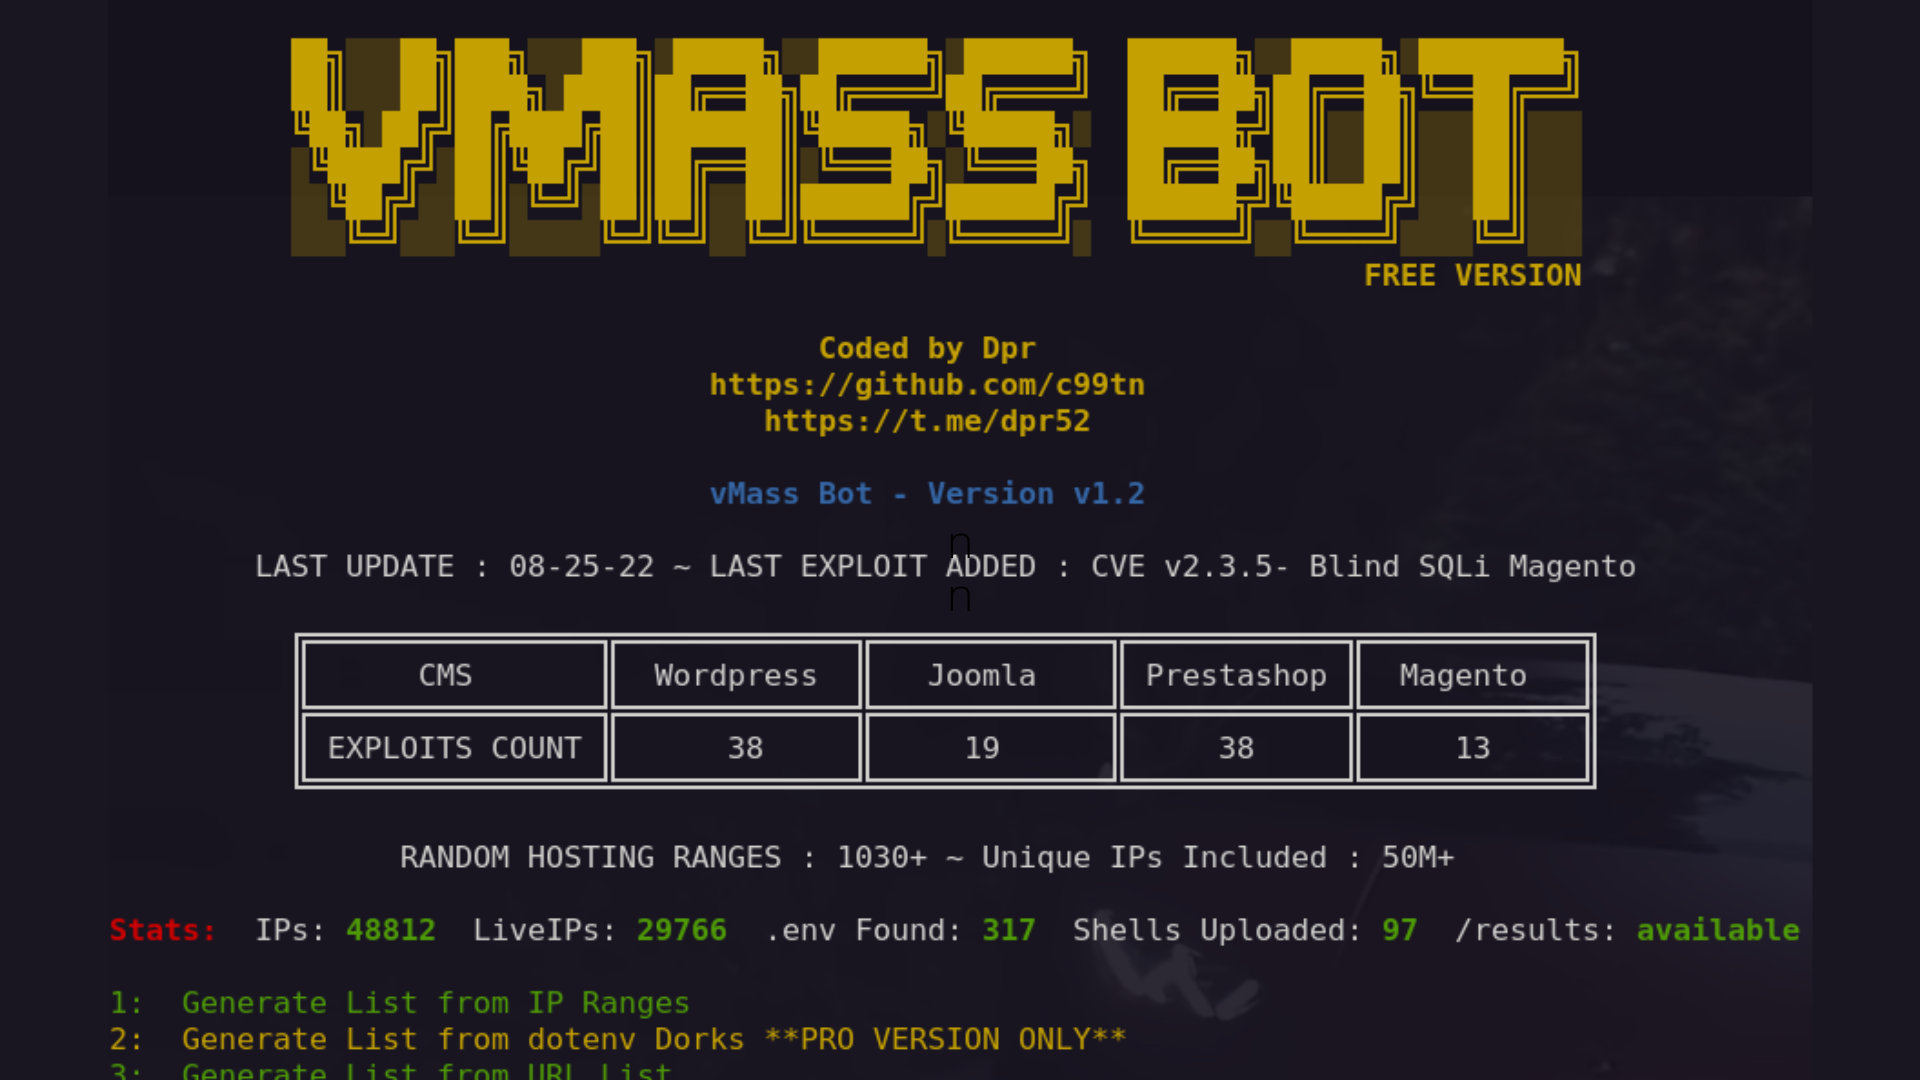 VMASS BOT
FREE VERSION
Coded by Dpr
https://github.com/c99tn
https://t.me/dpr52
vMass Bot - Version v1.2
n
LAST UPDATE : 08-25-22 ~ LAST EXPLOIT ADDED : CVE v2.3.5- Blind SQLi Magento
n
CMS Wordpress Joomla Prestashop Magento
EXPLOITS COUNT 38 19 38 13
RANDOM HOSTING RANGES : 1030+ ~ Unique IPs Included : 50M+
Stats: IPs: 48812 LiveIPs: 29766 .env Found: 317 Shells Uploaded: 97 /results: available
1: Generate List from IP Ranges
2: Generate List from dotenv Dorks **PRO VERSION ONLY**
3: Generate List from URL List